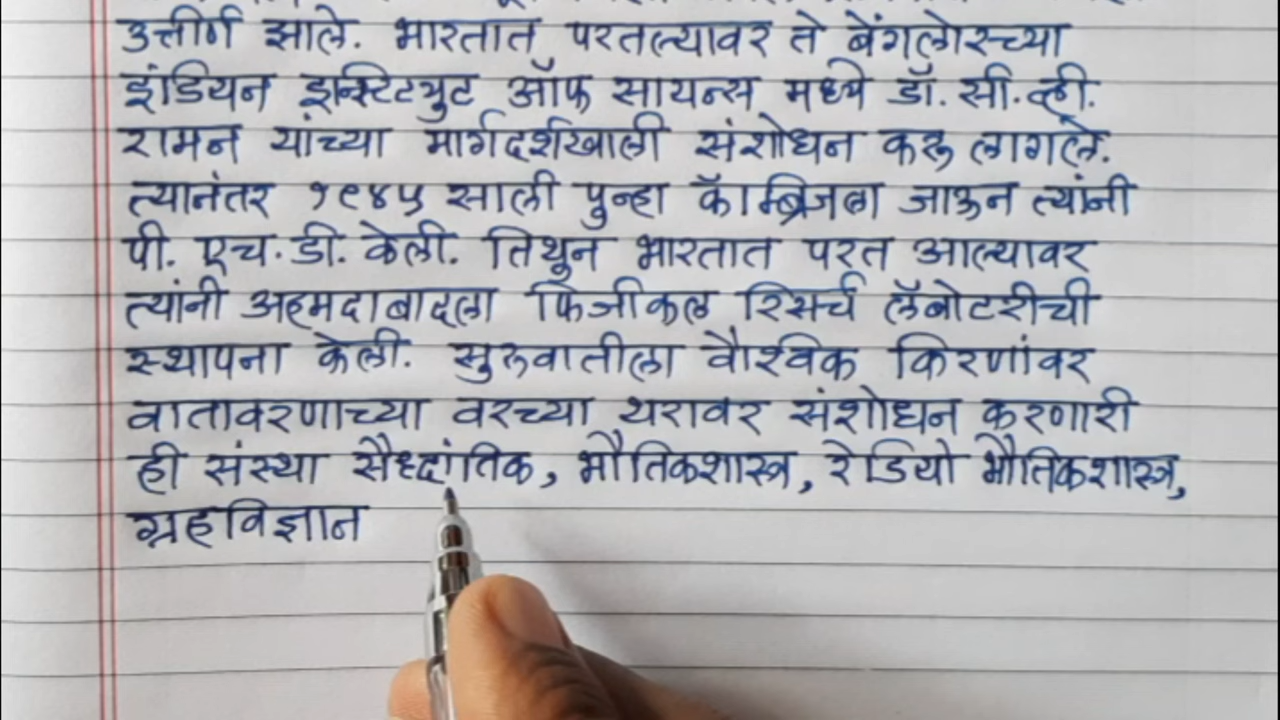 उत्तीर्ण झाले. भारतात परतल्यावर ते बेंगलोरच्या
इंडियन इन्स्टिट्युट ऑफ सायन्स मध्ये डॉ. सी. व्ही.
रामन यांच्या मार्गदर्शखाली संशोधन करू लागले.
त्यानंतर १९४५ साली पुन्हा कॅाम्ब्रिजला जाऊन त्यांनी
पी. एच. डी. केली. तिथून भारतात परत आल्यावर
त्यांनी अहमदाबादला फिजीकल रिसर्च लॅबोटरीची
स्थापना केली. सुरुवातीला वैश्विक किरणांवर
वातावरणाच्या वरच्या थरावर संशोधन करणारी
ही संस्था सैध्दांतिक, भौतिकशास्त्र, रेडियो भौतिकशास्त्र,
ग्रहविज्ञान